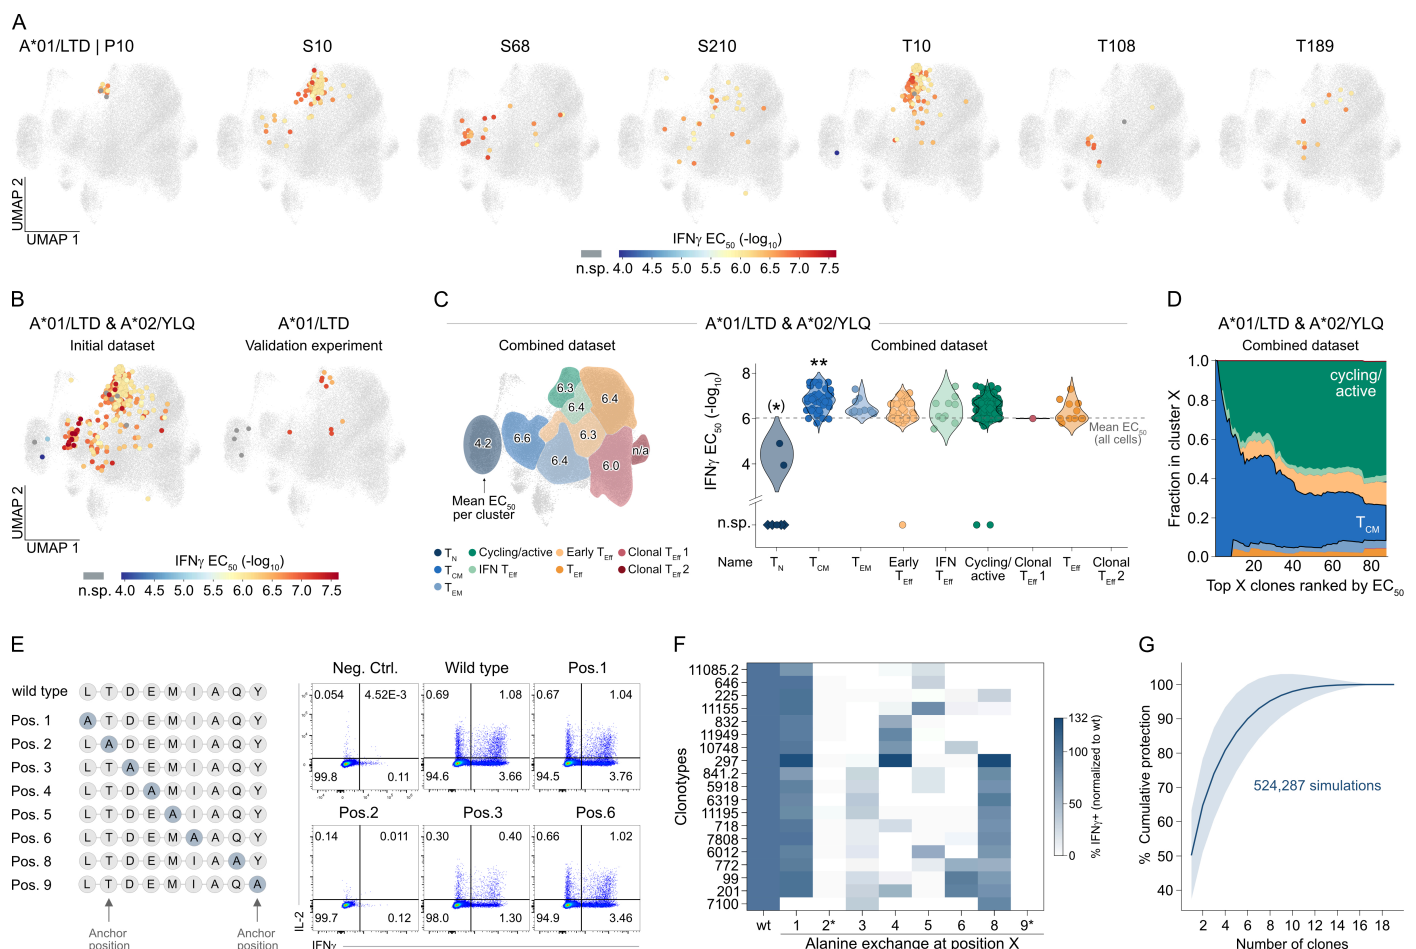 A
A*01/LTD | P10
S10
S68
S210
T10
T108
T189
UMAP 2
UMAP 1
IFNγ EC50 (-log10)
n.sp.
4.0 4.5 5.0 5.5 6.0 6.5 7.0 7.5
B
A*01/LTD & A*02/YLQ
Initial dataset
A*01/LTD
Validation experiment
UMAP 2
UMAP 1
IFNγ EC50 (-log10)
n.sp.
4.0 4.5 5.0 5.5 6.0 6.5 7.0 7.5
C
A*01/LTD & A*02/YLQ
Combined dataset
6.3
6.4
6.4
6.6
6.3
4.2
6.4
6.0
n/a
Mean EC50
per cluster
TN
TCM
TEM
Cycling/active
IFN TEff
Early TEff
TEff
Clonal TEff 1
Clonal TEff 2
Combined dataset
IFNγ EC50 (-log10)
8
6
4
n.sp.
(*)
**
Mean EC50
(all cells)
Name
TN
TCM
TEM
Early
TEff
IFN
TEff
Cycling/
active
Clonal
TEff 1
TEff
Clonal
TEff 2
D
A*01/LTD & A*02/YLQ
Combined dataset
Fraction in cluster X
1.0
0.8
0.6
0.4
0.2
0.0
cycling/
active
TCM
20 40 60 80
Top X clones ranked by EC50
E
wild type L T D E M I A Q Y
Pos. 1 A T D E M I A Q Y
Pos. 2 L A D E M I A Q Y
Pos. 3 L T A E M I A Q Y
Pos. 4 L T D A M I A Q Y
Pos. 5 L T D E A I A Q Y
Pos. 6 L T D E M A A Q Y
Pos. 8 L T D E M I A A Y
Pos. 9 L T D E M I A Q A
Anchor
position
Anchor
position
Neg. Ctrl.
0.054 4.52E-3
99.8 0.11
Wild type
0.69 1.08
94.6 3.66
Pos.1
0.67 1.04
94.5 3.76
Pos.2
0.14 0.011
99.7 0.12
Pos.3
0.30 0.40
98.0 1.30
Pos.6
0.66 1.02
94.9 3.46
IL-2
IFNγ
F
Clonotypes
11085.2
646
225
11155
832
11949
10748
297
841.2
5918
6319
11195
718
7808
6012
772
99
201
7100
wt 1 2* 3 4 5 6 8 9*
Alanine exchange at position X
132
100
50
0
% IFNγ+ (normalized to wt)
G
% Cumulative protection
100
90
80
70
60
50
40
524,287 simulations
2 4 6 8 10 12 14 16 18
Number of clones